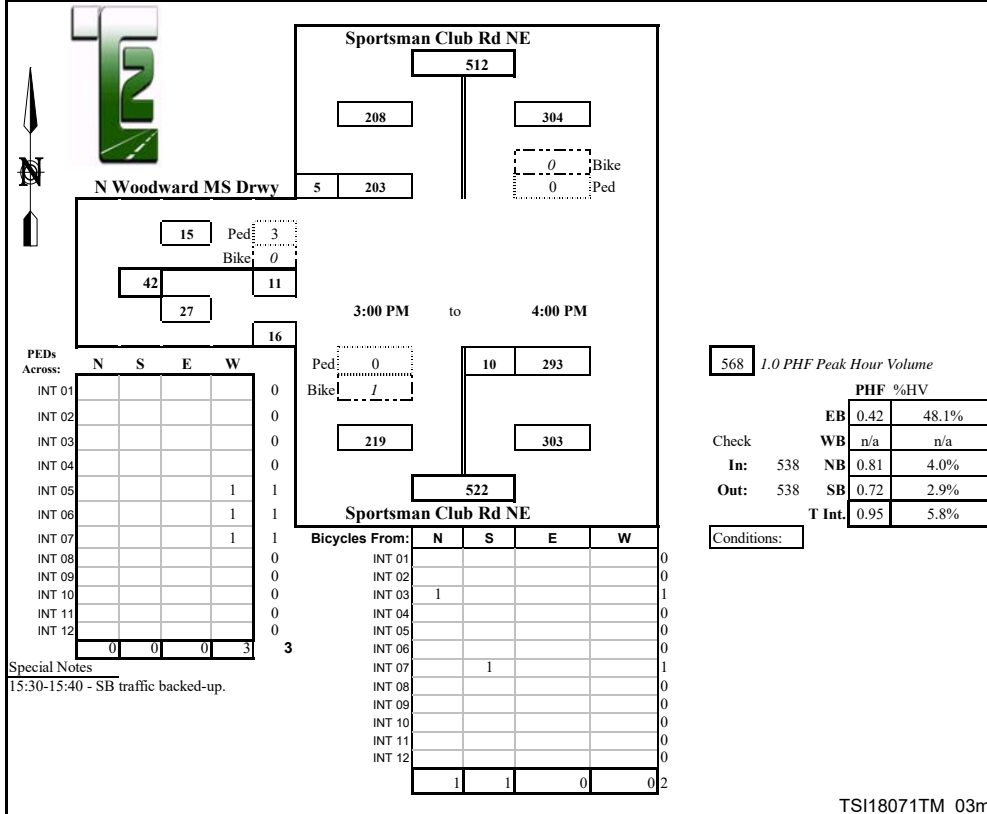 Sportsman Club Rd NE
512
T2
208 304
N
0 Bike
N Woodward MS Drwy 5 203 0 Ped
15 Ped 3
Bike 0
42 11
27 3:00 PM to 4:00 PM
16
Ped 0 10 293
Bike 1
219 303
522
Sportsman Club Rd NE
PEDs
Across: N S E W
INT 01 0
INT 02 0
INT 03 0
INT 04 0
INT 05 1 1
INT 06 1 1
INT 07 1 1
INT 08 0
INT 09 0
INT 10 0
INT 11 0
INT 12 0
0 0 0 3 3
Special Notes
15:30-15:40 - SB traffic backed-up.
Bicycles From: N S E W
INT 01 0
INT 02 0
INT 03 1 1
INT 04 0
INT 05 0
INT 06 0
INT 07 1 1
INT 08 0
INT 09 0
INT 10 0
INT 11 0
INT 12 0
1 1 0 0 2
568 1.0 PHF Peak Hour Volume
PHF %HV
EB 0.42 48.1%
Check WB n/a n/a
In: 538 NB 0.81 4.0%
Out: 538 SB 0.72 2.9%
T Int. 0.95 5.8%
Conditions:
TSI18071TM_03m